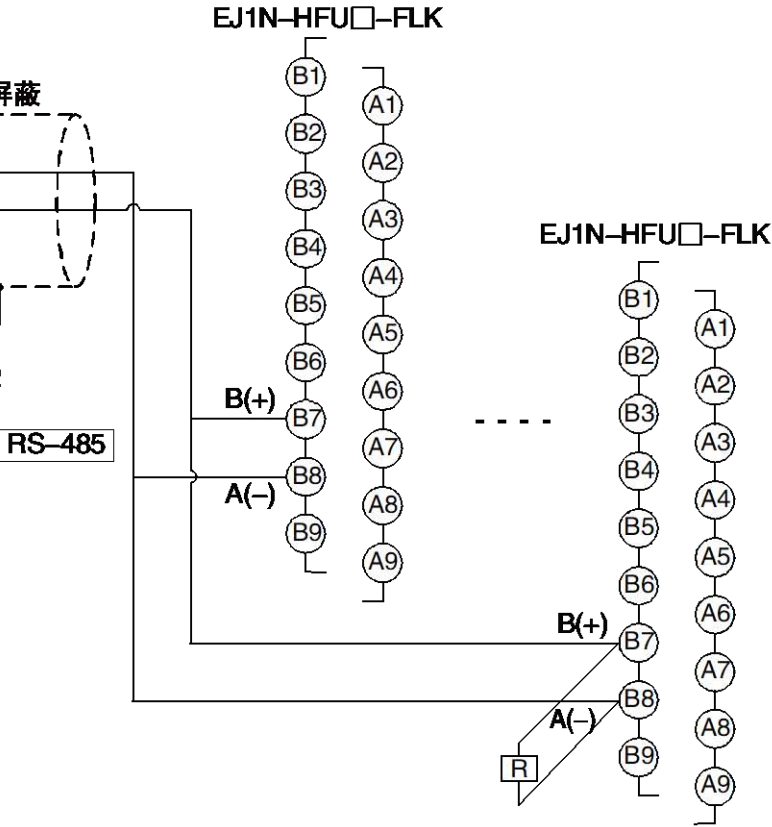 EJ1N–HFU□–FLK
屏蔽
B1
B2
B3
B4
B5
B6
B7
B8
B9
A1
A2
A3
A4
A5
A6
A7
A8
A9
B(+)
A(–)
RS–485
EJ1N–HFU□–FLK
B1
B2
B3
B4
B5
B6
B7
B8
B9
A1
A2
A3
A4
A5
A6
A7
A8
A9
B(+)
A(–)
R